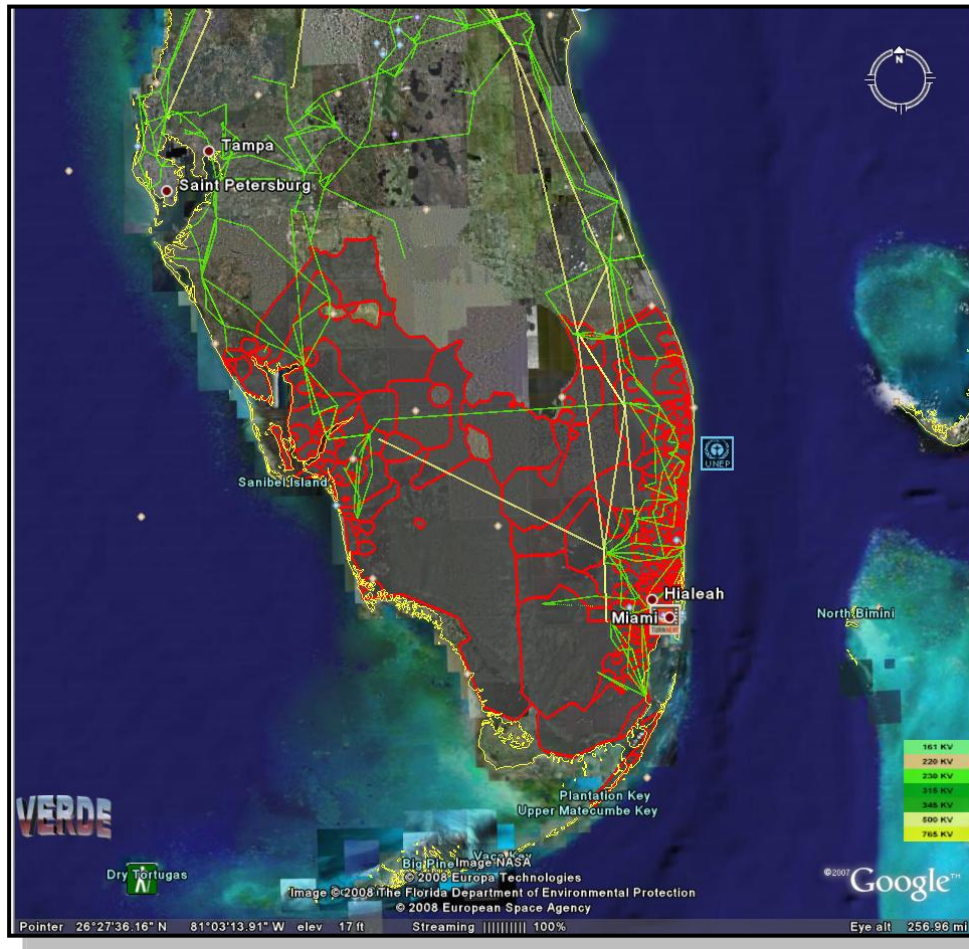 N
Tampa
Saint Petersburg
UNEP
Sanibel Island
Hialeah
Miami
North Bimini
161 KV
220 KV
230 KV
315 KV
345 KV
500 KV
765 KV
Plantation Key
Upper Matecumbe Key
VERDE
Dry Tortugas
Big Pine
Vaca Key
Image NASA
© 2008 Europa Technologies
Image © 2008 The Florida Department of Environmental Protection
© 2008 European Space Agency
©2007 Google™
Pointer 26°27'36.16" N 81°03'13.91" W elev 17 ft Streaming ||||||||| 100% Eye alt 256.96 mi